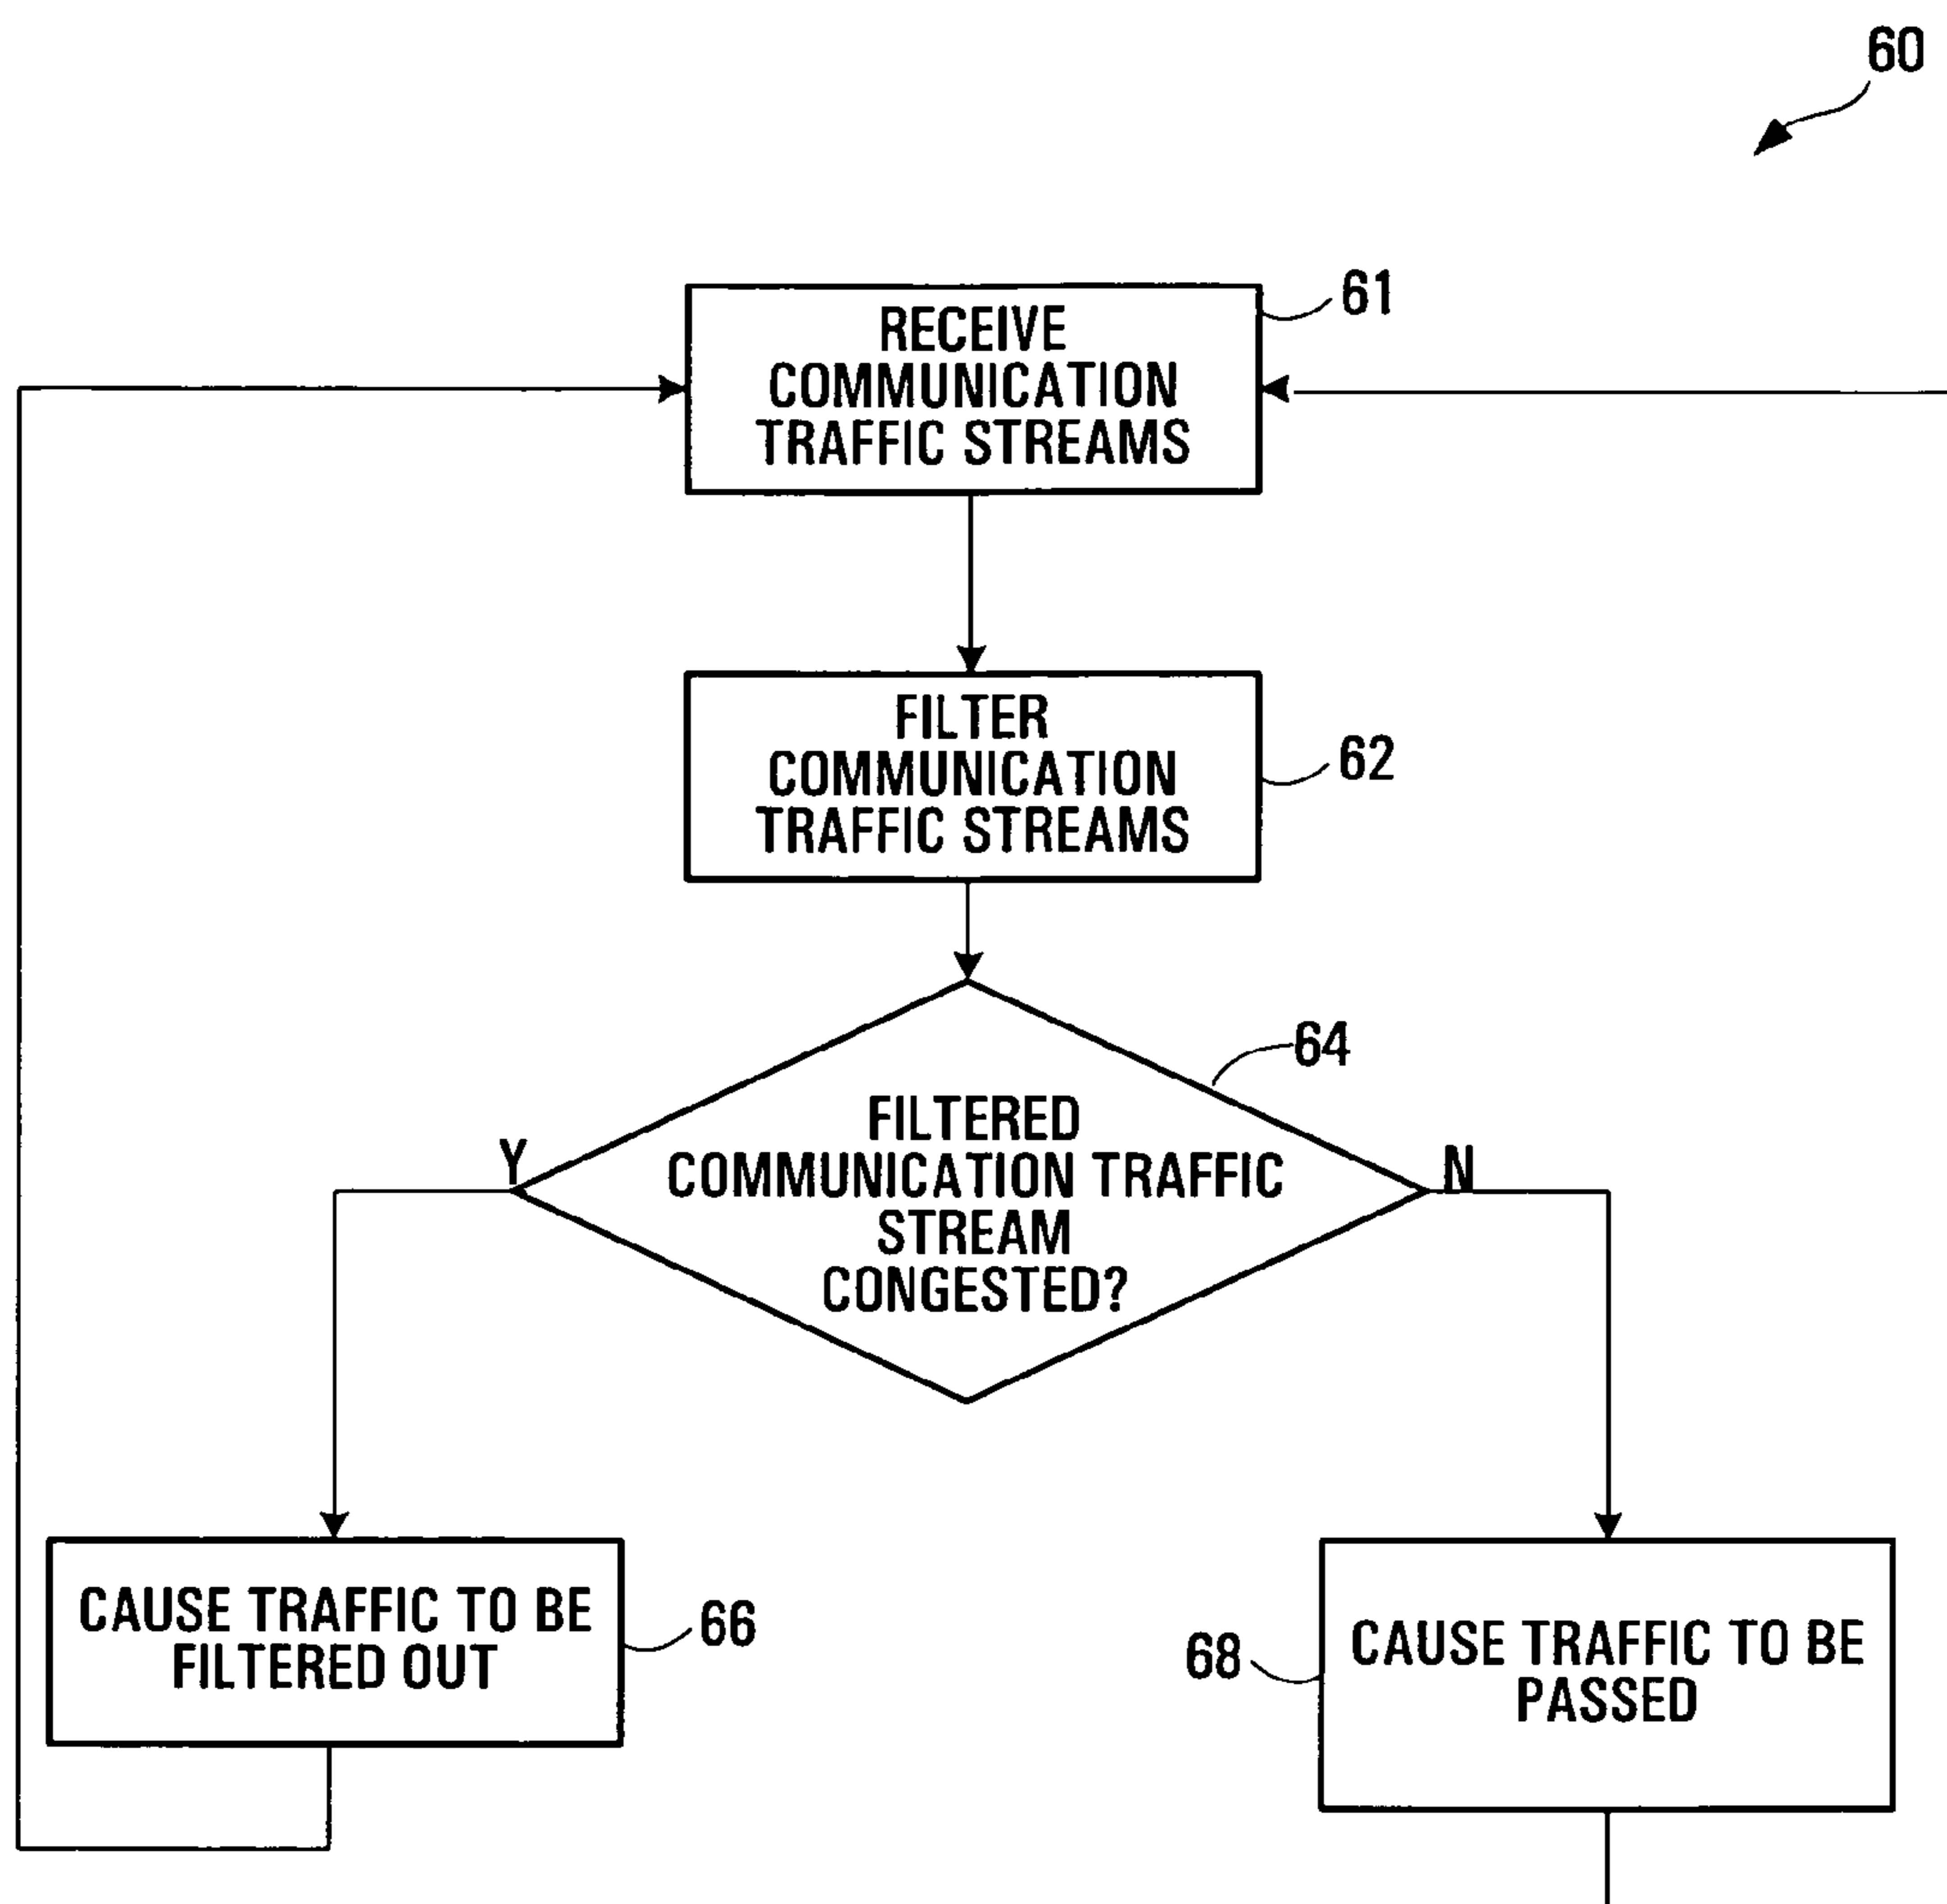 60
61
RECEIVE
COMMUNICATION
TRAFFIC STREAMS
FILTER
COMMUNICATION
TRAFFIC STREAMS
62
64
FILTERED
COMMUNICATION TRAFFIC
STREAM
CONGESTED?
Y
N
CAUSE TRAFFIC TO BE
FILTERED OUT
66
68
CAUSE TRAFFIC TO BE
PASSED